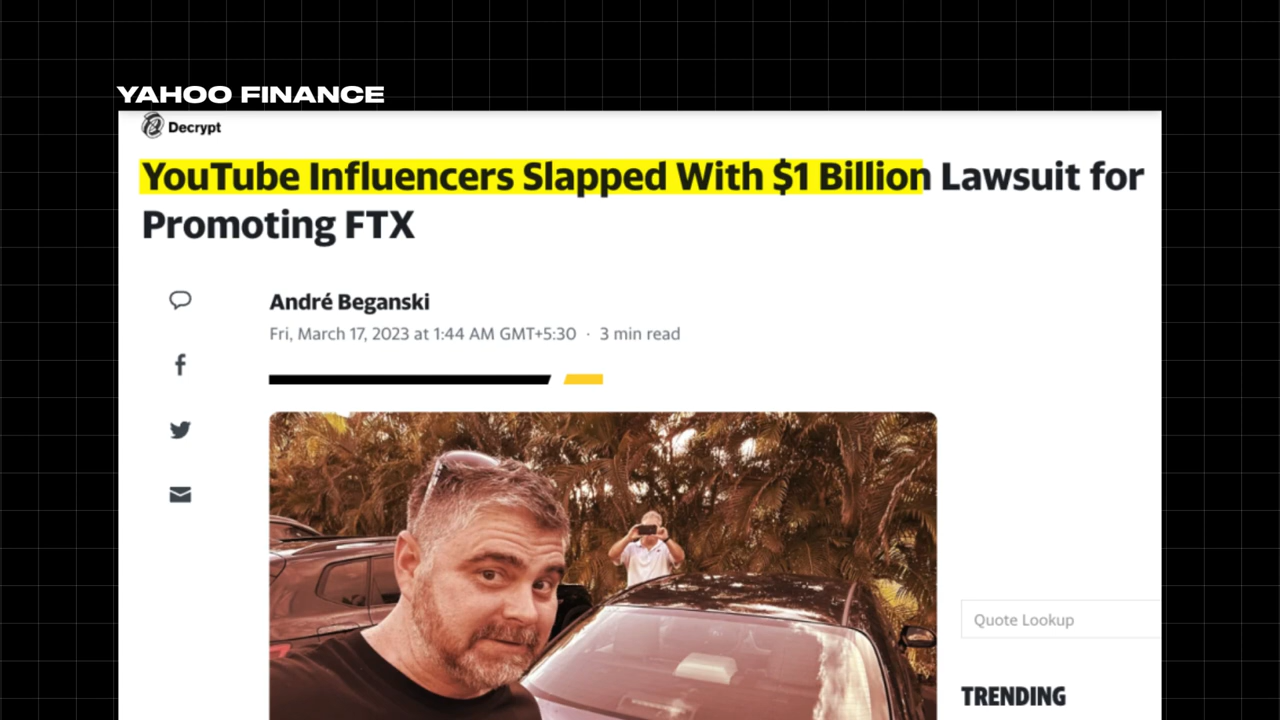 YAHOO FINANCE
Decrypt
YouTube Influencers Slapped With $1 Billion Lawsuit for
Promoting FTX
André Beganski
Fri, March 17, 2023 at 1:44 AM GMT+5:30 · 3 min read
Quote Lookup
TRENDING